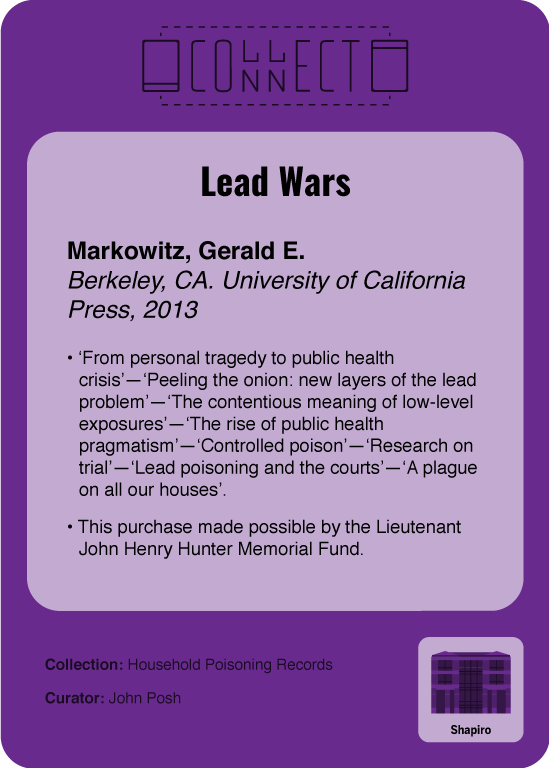 COLLECT
CONNECT
Lead Wars
Markowitz, Gerald E.
Berkeley, CA. University of California
Press, 2013
• ‘From personal tragedy to public health
crisis’—‘Peeling the onion: new layers of the lead
problem’—‘The contentious meaning of low-level
exposures’—‘The rise of public health
pragmatism’—‘Controlled poison’—‘Research on
trial’—‘Lead poisoning and the courts’—‘A plague
on all our houses’.
• This purchase made possible by the Lieutenant
John Henry Hunter Memorial Fund.
Collection: Household Poisoning Records
Curator: John Posh
Shapiro